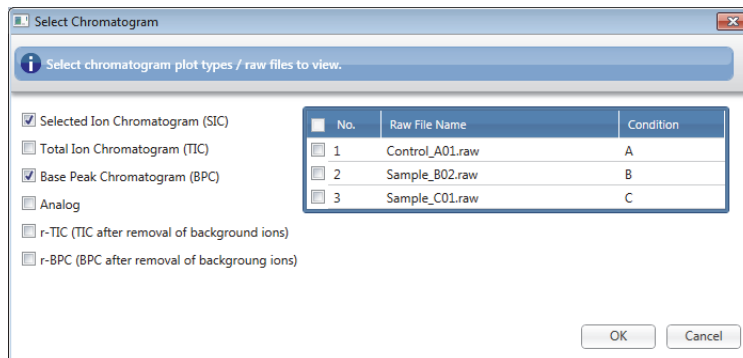 Select Chromatogram
Select chromatogram plot types / raw files to view.
Selected Ion Chromatogram (SIC)
Total Ion Chromatogram (TIC)
Base Peak Chromatogram (BPC)
Analog
r-TIC (TIC after removal of background ions)
r-BPC (BPC after removal of backgroung ions)
No. Raw File Name Condition
1 Control_A01.raw A
2 Sample_B02.raw B
3 Sample_C01.raw C
OK Cancel